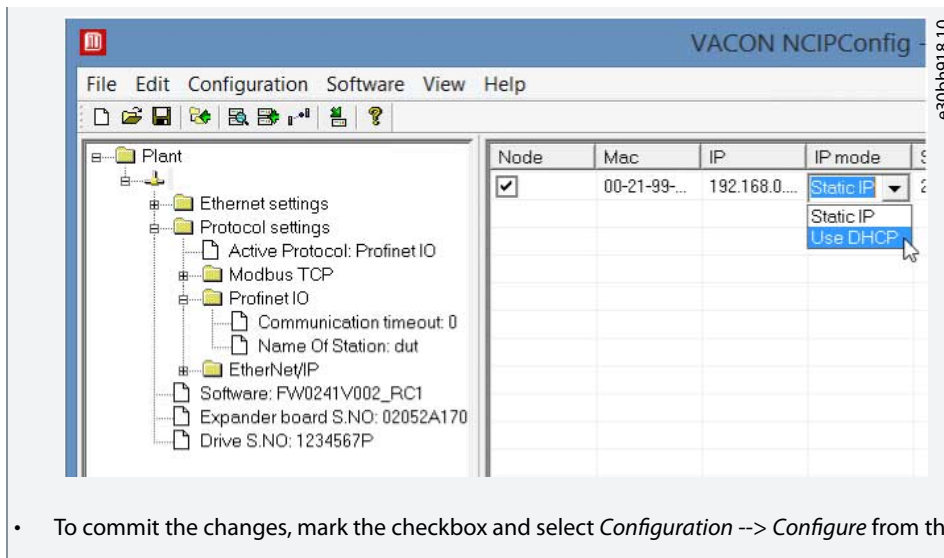 VACON NCIPConfig -
e30bh918.10
File Edit Configuration Software View Help
Plant
Ethernet settings
Protocol settings
Active Protocol: Profinet IO
Modbus TCP
Profinet IO
Communication timeout: 0
Name Of Station: dut
EtherNet/IP
Software: FW0241V002_RC1
Expander board S.NO: 02052A170
Drive S.NO: 1234567P
Node Mac IP IP mode S
00-21-99-... 192.168.0.... Static IP 2
Static IP
Use DHCP
• To commit the changes, mark the checkbox and select Configuration --> Configure from th